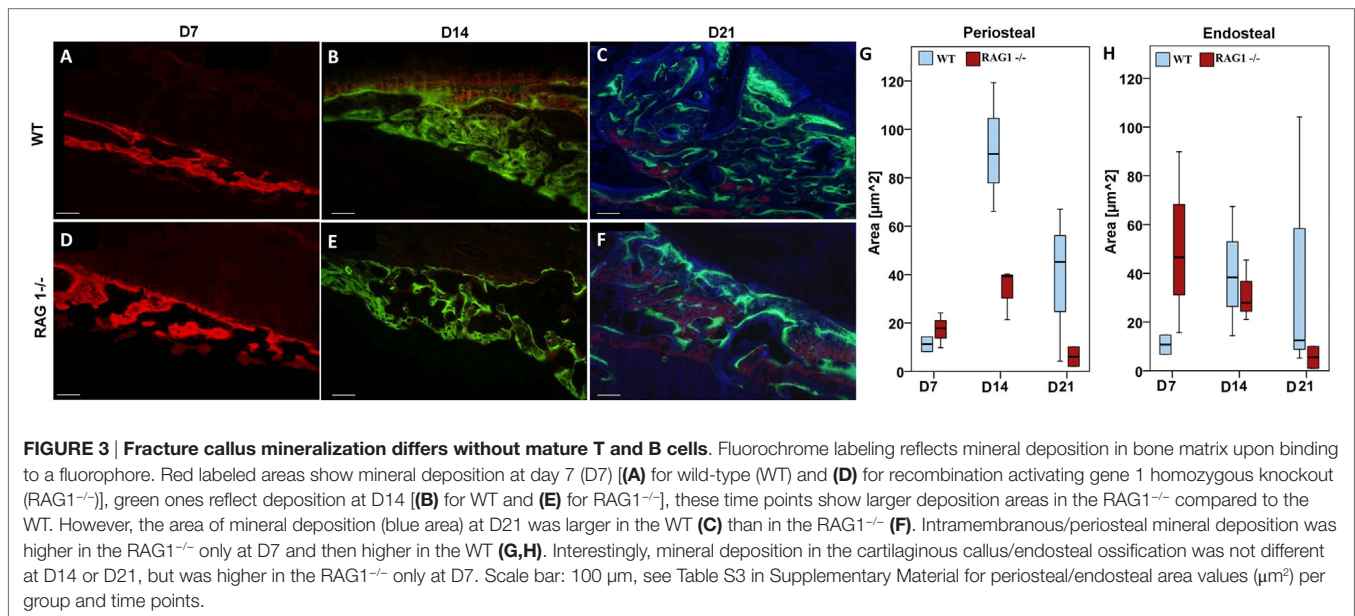 D7
D14
D21
WT
RAG 1-/-
A
B
C
D
E
F
Periosteal
G
WT
RAG1 -/-
Area [µm^2]
120
100
80
60
40
20
0
D7
D14
D21
Endosteal
H
WT
RAG1 -/-
Area [µm^2]
120
100
80
60
40
20
0
D7
D14
D21
FIGURE 3 | Fracture callus mineralization differs without mature T and B cells. Fluorochrome labeling reflects mineral deposition in bone matrix upon binding
to a fluorophore. Red labeled areas show mineral deposition at day 7 (D7) [(A) for wild-type (WT) and (D) for recombination activating gene 1 homozygous knockout
(RAG1−/−)], green ones reflect deposition at D14 [(B) for WT and (E) for RAG1−/−], these time points show larger deposition areas in the RAG1−/− compared to the
WT. However, the area of mineral deposition (blue area) at D21 was larger in the WT (C) than in the RAG1−/− (F). Intramembranous/periosteal mineral deposition was
higher in the RAG1−/− only at D7 and then higher in the WT (G,H). Interestingly, mineral deposition in the cartilaginous callus/endosteal ossification was not different
at D14 or D21, but was higher in the RAG1−/− only at D7. Scale bar: 100 µm, see Table S3 in Supplementary Material for periosteal/endosteal area values (µm²) per
group and time points.